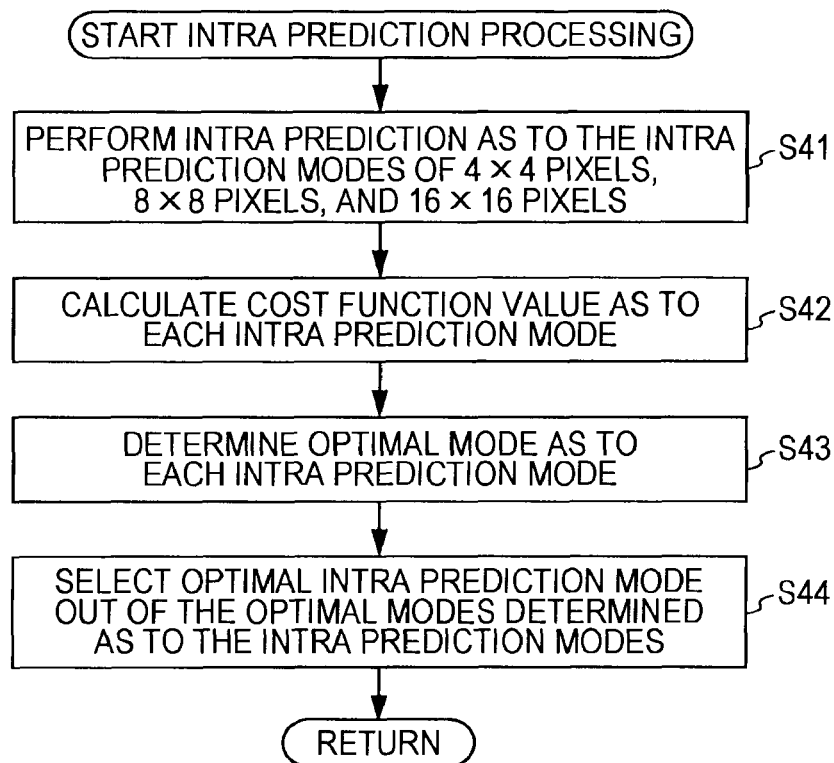 START INTRA PREDICTION PROCESSING
PERFORM INTRA PREDICTION AS TO THE INTRA
PREDICTION MODES OF 4 × 4 PIXELS,
8 × 8 PIXELS, AND 16 × 16 PIXELS
S41
CALCULATE COST FUNCTION VALUE AS TO
EACH INTRA PREDICTION MODE
S42
DETERMINE OPTIMAL MODE AS TO
EACH INTRA PREDICTION MODE
S43
SELECT OPTIMAL INTRA PREDICTION MODE
OUT OF THE OPTIMAL MODES DETERMINED
AS TO THE INTRA PREDICTION MODES
S44
RETURN